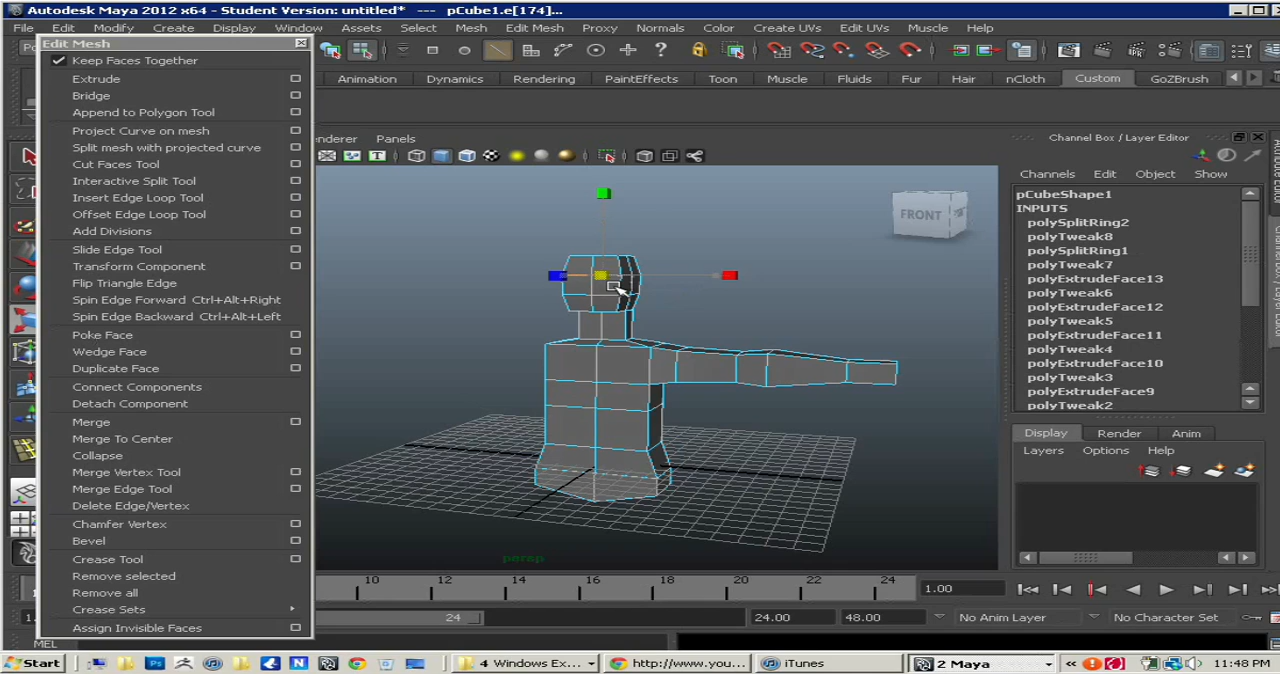 Autodesk Maya 2012 x64 - Student Version: untitled* --- pCube1.e[174]...
File Edit Modify Create Display Window Assets Select Mesh Edit Mesh Proxy Normals Color Create UVs Edit UVs Muscle Help
Edit Mesh
Keep Faces Together
Extrude
Bridge
Append to Polygon Tool
Project Curve on mesh
Split mesh with projected curve
Cut Faces Tool
Interactive Split Tool
Insert Edge Loop Tool
Offset Edge Loop Tool
Add Divisions
Slide Edge Tool
Transform Component
Flip Triangle Edge
Spin Edge Forward Ctrl+Alt+Right
Spin Edge Backward Ctrl+Alt+Left
Poke Face
Wedge Face
Duplicate Face
Connect Components
Detach Component
Merge
Merge To Center
Collapse
Merge Vertex Tool
Merge Edge Tool
Delete Edge/Vertex
Chamfer Vertex
Bevel
Crease Tool
Remove selected
Remove all
Crease Sets
Assign Invisible Faces
Animation Dynamics Rendering PaintEffects Toon Muscle Fluids Fur Hair nCloth Custom GoZBrush
Panels
FRONT
persp
Channel Box / Layer Editor
Channels Edit Object Show
pCubeShape1
INPUTS
polySplitRing2
polyTweak8
polySplitRing1
polyTweak7
polyExtrudeFace13
polyTweak6
polyExtrudeFace12
polyTweak5
polyExtrudeFace11
polyTweak4
polyExtrudeFace10
polyTweak3
polyExtrudeFace9
polyTweak2
Display Render Anim
Layers Options Help
10 12 14 16 18 20 22 24
1.00
24 24.00 48.00 No Anim Layer No Character Set
MEL
Start 4 Windows Ex... http://www.you... iTunes 2 Maya 11:48 PM